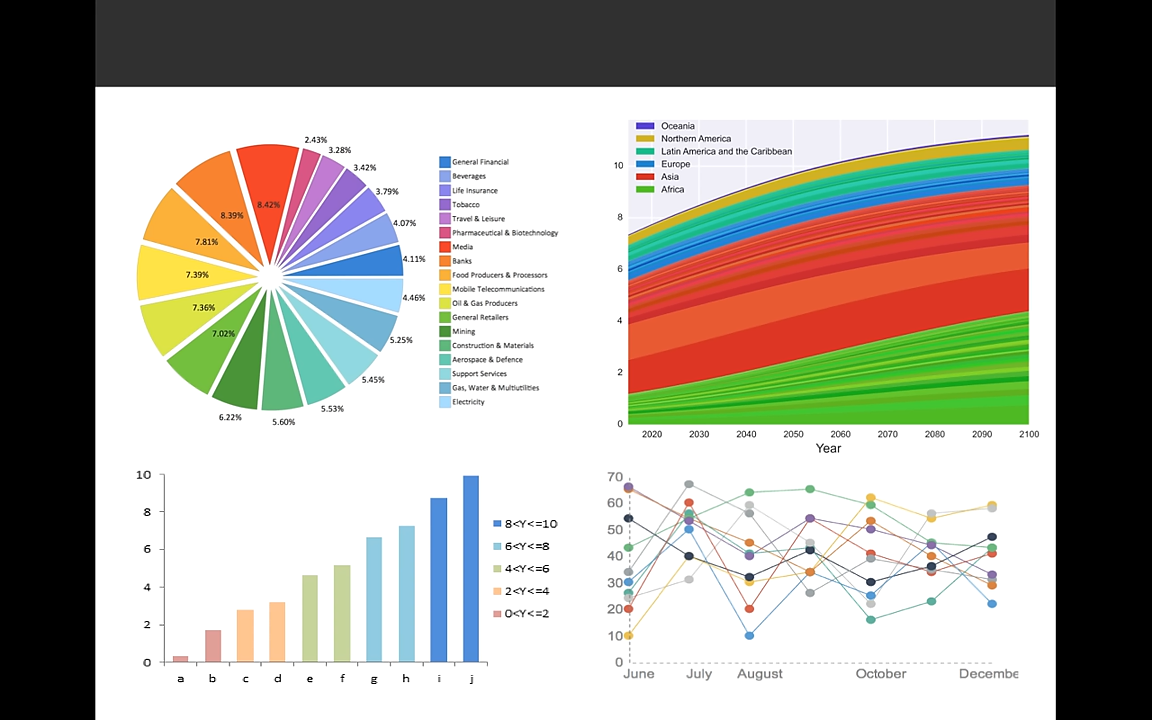 2.43%
3.28%
3.42%
3.79%
4.07%
4.11%
4.46%
5.25%
5.45%
5.53%
5.60%
6.22%
7.02%
7.36%
7.39%
7.81%
8.39%
8.42%
General Financial
Beverages
Life Insurance
Tobacco
Travel & Leisure
Pharmaceutical & Biotechnology
Media
Banks
Food Producers & Processors
Mobile Telecommunications
Oil & Gas Producers
General Retailers
Mining
Construction & Materials
Aerospace & Defence
Support Services
Gas, Water & Multiutilities
Electricity
Oceania
Northern America
Latin America and the Caribbean
Europe
Asia
Africa
10
8
6
4
2
0
2020 2030 2040 2050 2060 2070 2080 2090 2100
Year
10
8
6
4
2
0
a b c d e f g h i j
8<Y<=10
6<Y<=8
4<Y<=6
2<Y<=4
0<Y<=2
70
60
50
40
30
20
10
0
June July August October Decembe